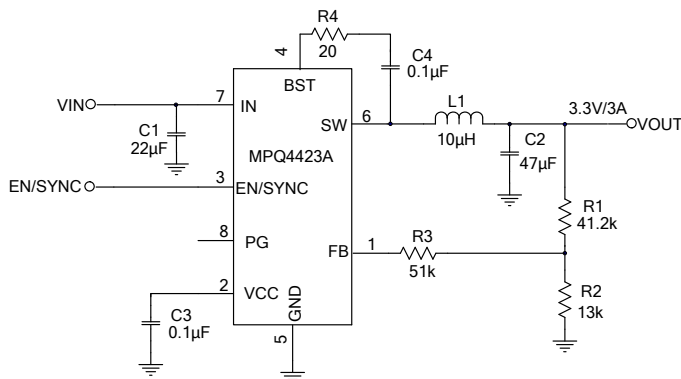 R4
20
4
C4
0.1µF
BST
VIN
7
IN
C1
22µF
SW
6
L1
10µH
3.3V/3A
VOUT
C2
47µF
MPQ4423A
EN/SYNC
3
EN/SYNC
R1
41.2k
8
PG
FB
1
R3
51k
2
VCC
R2
13k
C3
0.1µF
GND
5